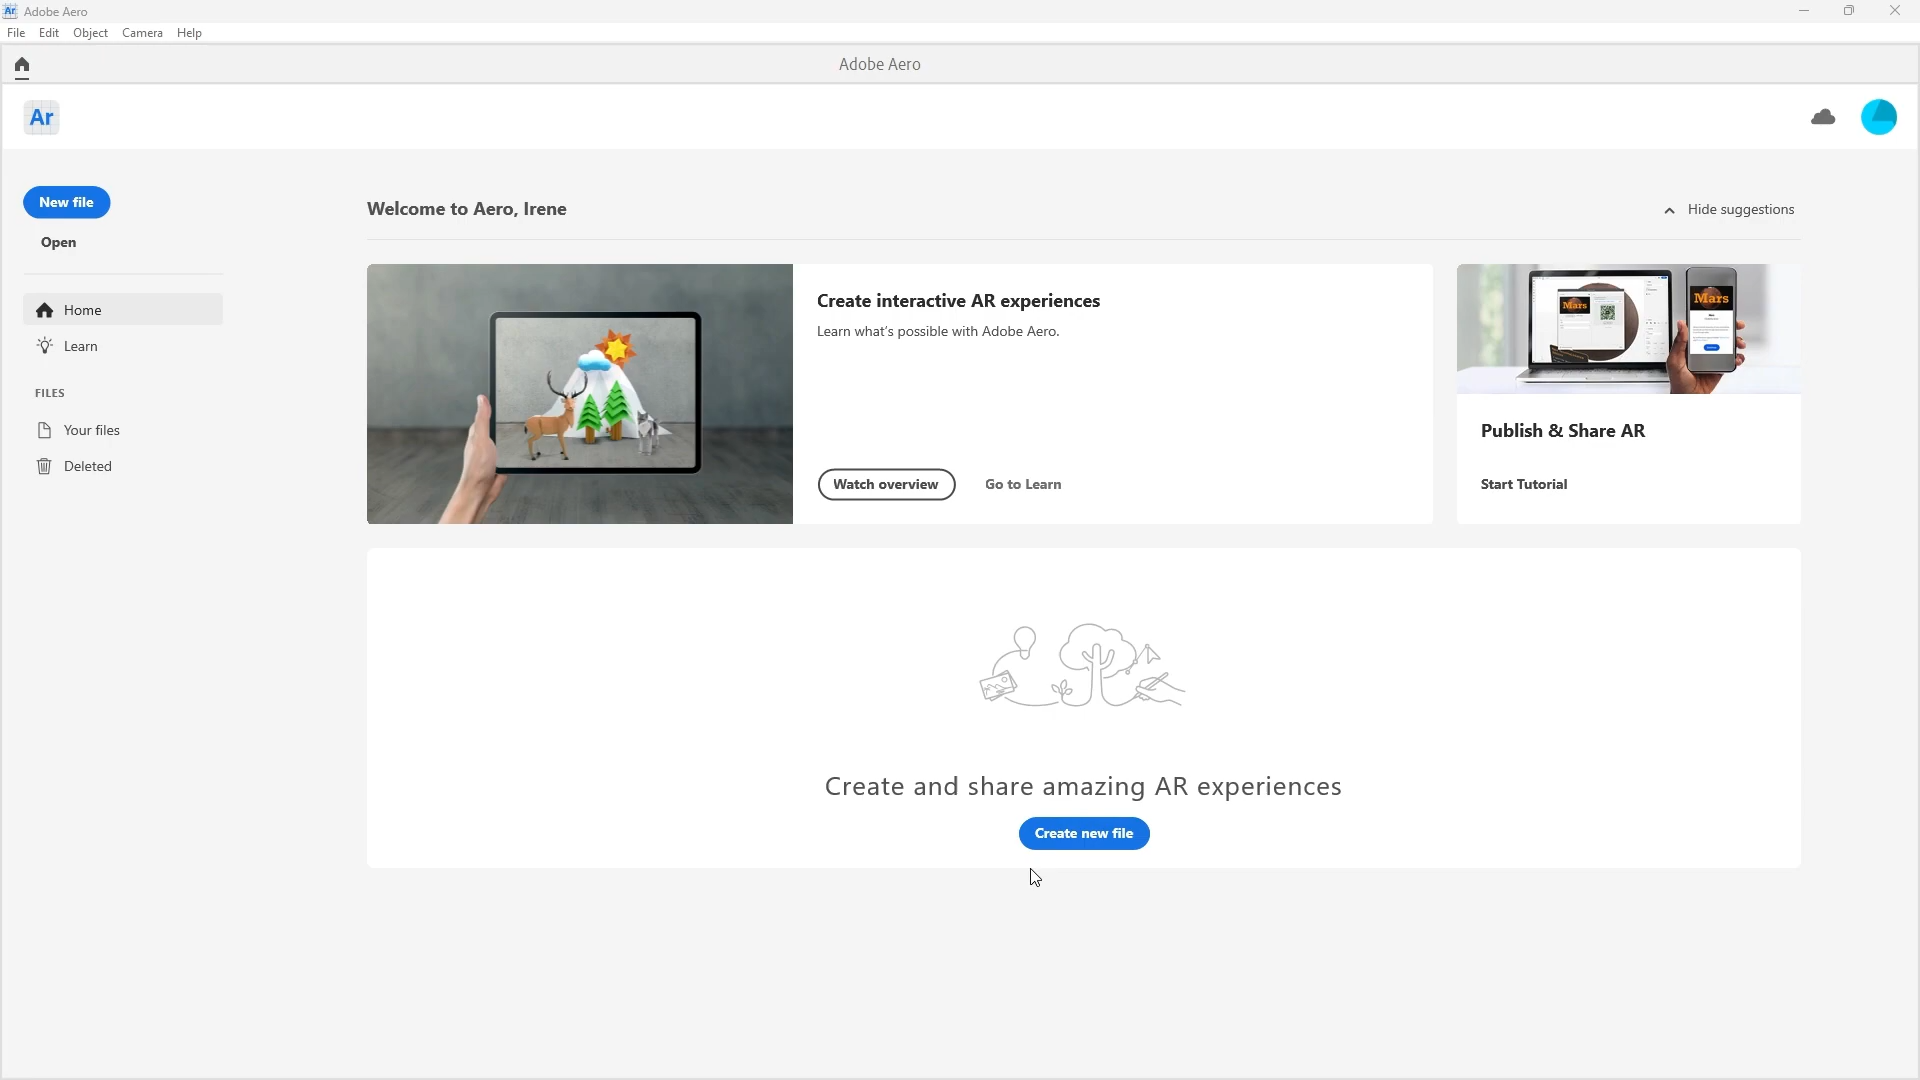 Ar Adobe Aero
File Edit Object Camera Help
Adobe Aero
Ar
New file
Open
Home
Learn
FILES
Your files
Deleted
Welcome to Aero, Irene
Hide suggestions
Create interactive AR experiences
Learn what's possible with Adobe Aero.
Watch overview
Go to Learn
Mars
Mars
Publish & Share AR
Start Tutorial
Create and share amazing AR experiences
Create new file